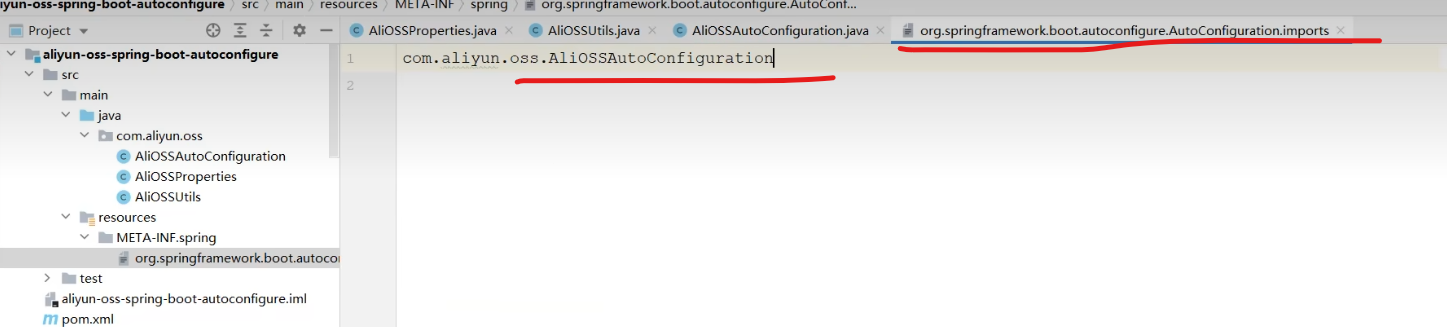 liyun-oss-spring-boot-autoconfigure > src > main > resources > META-INF > spring > org.springframework.boot.autoconfigure.AutoConf...
Project
AliOSSProperties.java
AliOSSUtils.java
AliOSSAutoConfiguration.java
org.springframework.boot.autoconfigure.AutoConfiguration.imports
aliyun-oss-spring-boot-autoconfigure
src
main
java
com.aliyun.oss
AliOSSAutoConfiguration
AliOSSProperties
AliOSSUtils
resources
META-INF.spring
org.springframework.boot.autoco
test
aliyun-oss-spring-boot-autoconfigure.iml
pom.xml
1 com.aliyun.oss.AliOSSAutoConfiguration
2